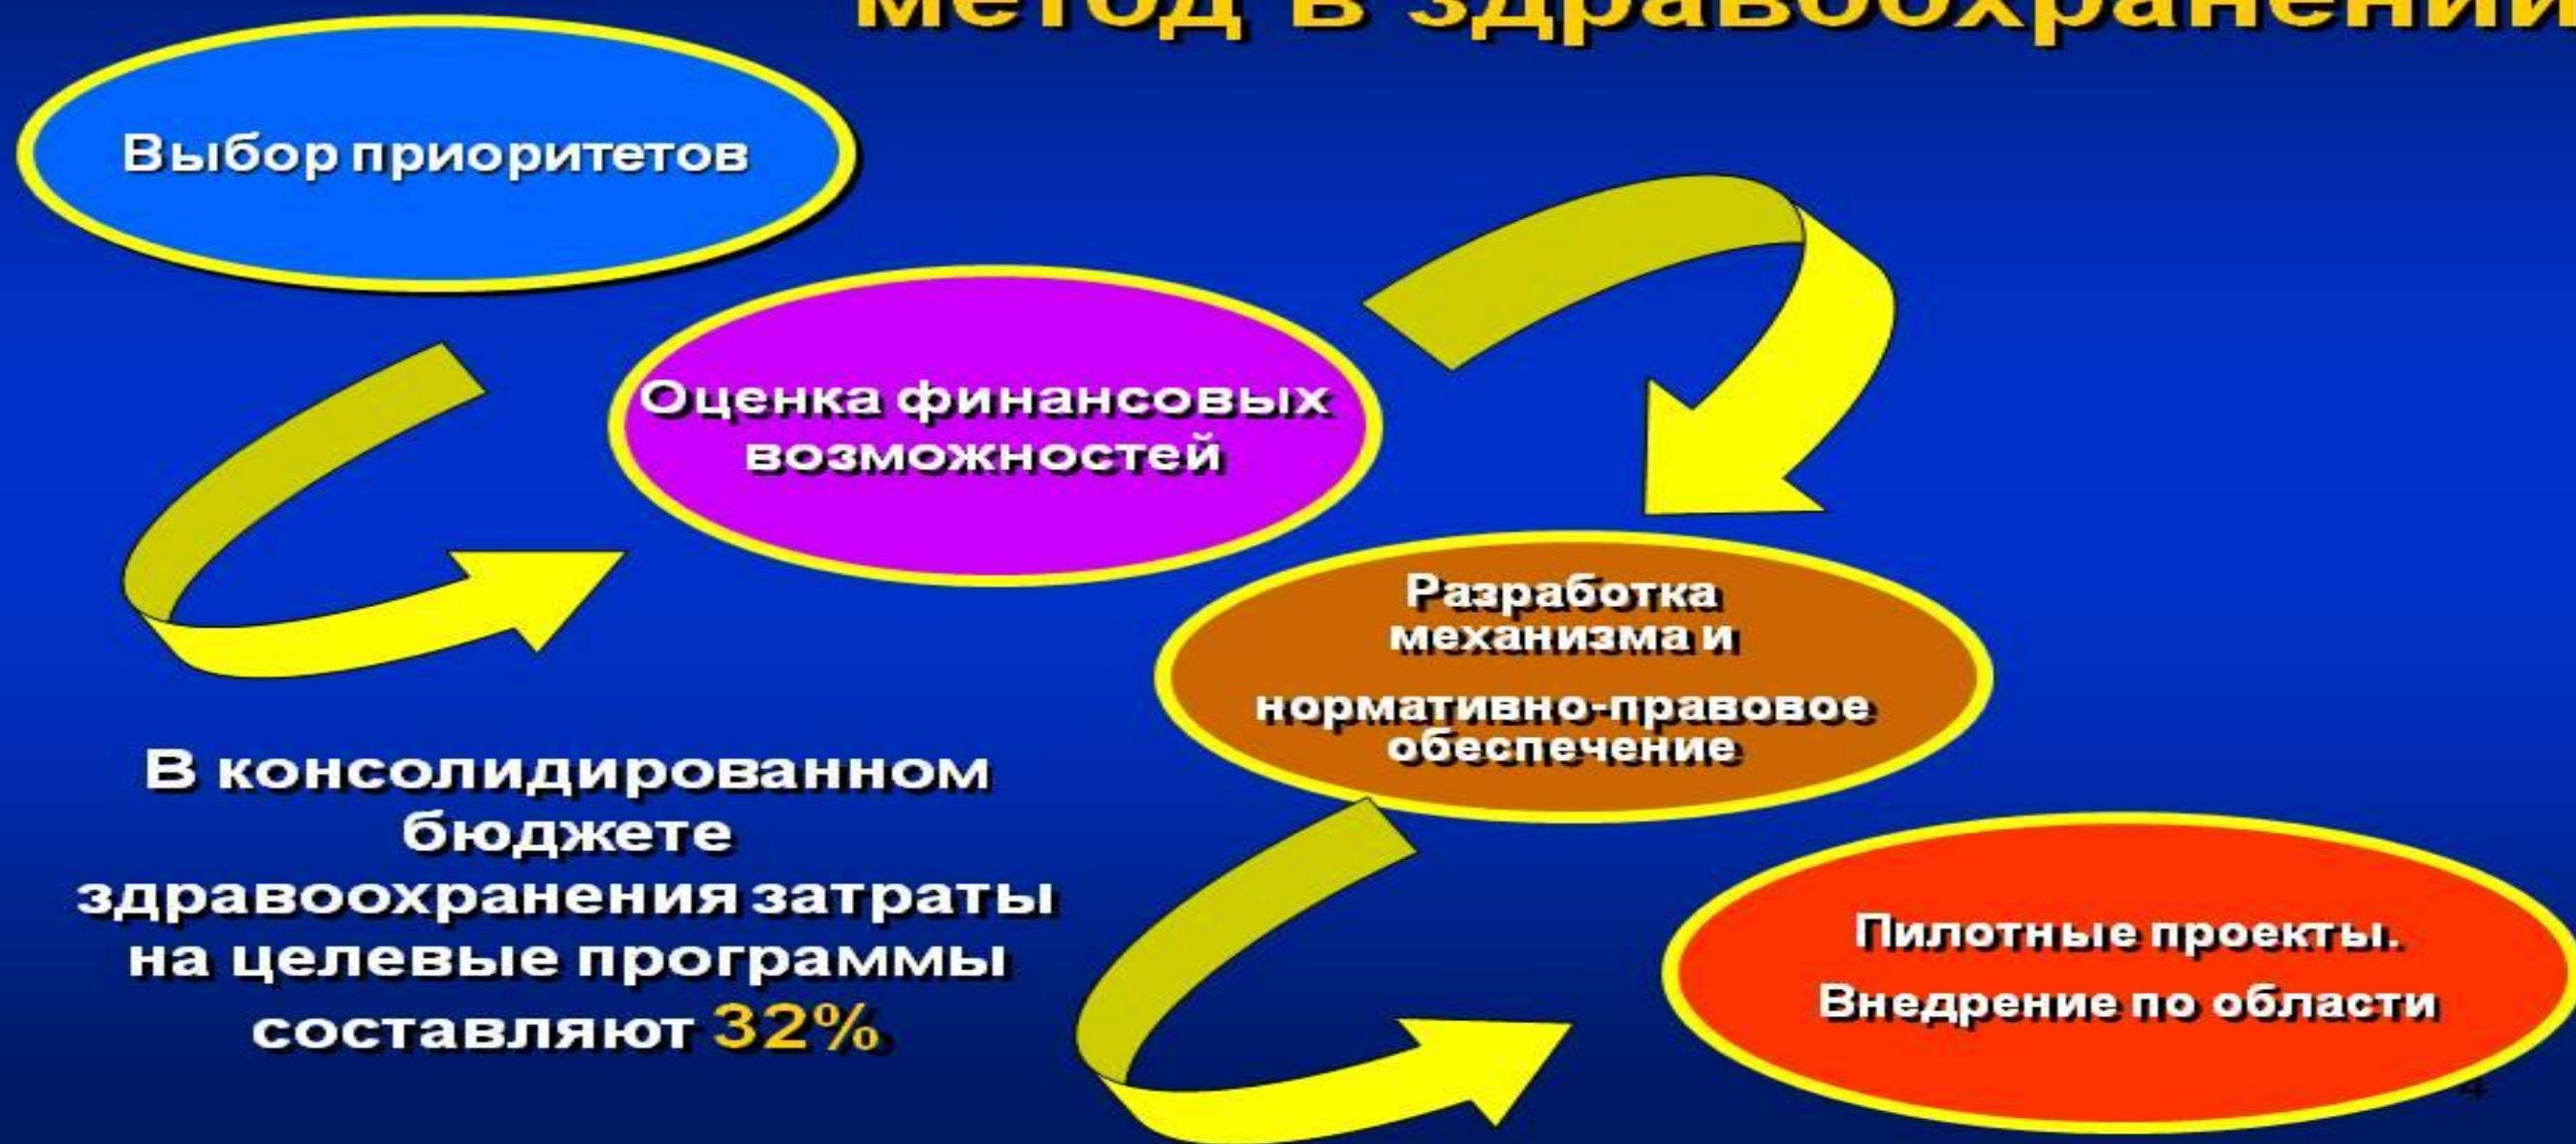 метод в здравоохранении
Выбор приоритетов
Оценка финансовых
возможностей
Разработка
механизма и
нормативно-правовое
обеспечение
В консолидированном
бюджете
здравоохранения затраты
на целевые программы
составляют 32%
Пилотные проекты.
Внедрение по области
4